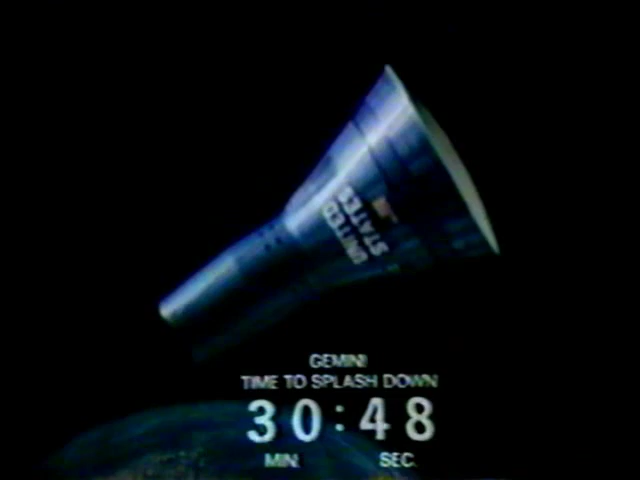 UNITED
STATES
GEMINI
TIME TO SPLASH DOWN
30:48
MIN. SEC.